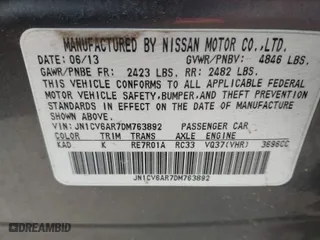 MANUFACTURED BY NISSAN MOTOR CO.,LTD.
DATE: 06/13 GVWR/PNBV: 4846 LBS.
GAWR/PNBE FR: 2423 LBS. RR: 2482 LBS.
THIS VEHICLE CONFORMS TO ALL APPLICABLE FEDERAL
MOTOR VEHICLE SAFETY,BUMPER,AND THEFT PREVENTION
STANDARDS IN EFFECT ON THE DATE OF MANUFACTURE
SHOWN ABOVE.
VIN: JN1CV6AR7DM763892 PASSENGER CAR
COLOR TRIM TRANS AXLE ENGINE
KAD K RE7R01A RC33 VQ37(VHR) 3696CC
JN1CV6AR7DM763892